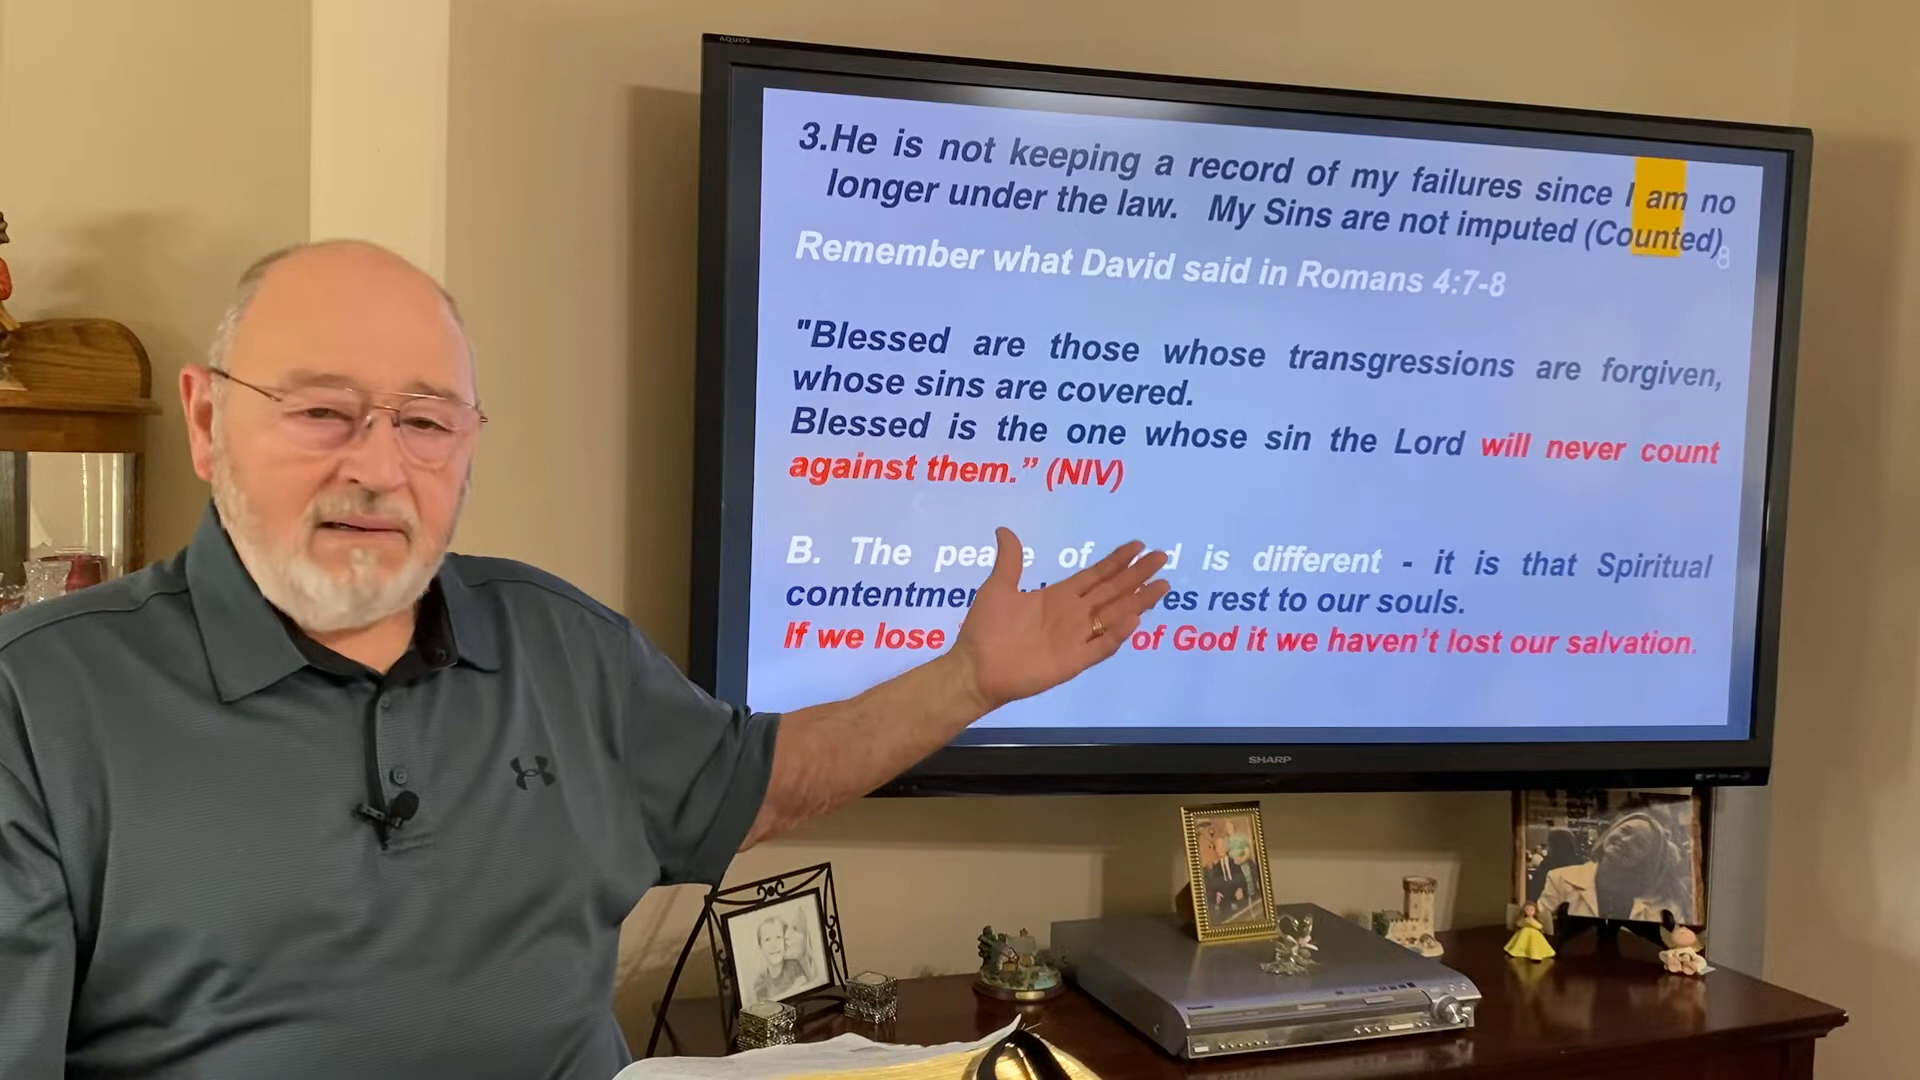 AQUOS
3.He is not keeping a record of my failures since I am no
longer under the law. My Sins are not imputed (Counted)
8
Remember what David said in Romans 4:7-8
"Blessed are those whose transgressions are forgiven,
whose sins are covered.
Blessed is the one whose sin the Lord will never count
against them.” (NIV)
B. The of is different - it is that Spiritual
rest to our souls.
If we lose of God it we haven’t lost our salvation.
SHARP